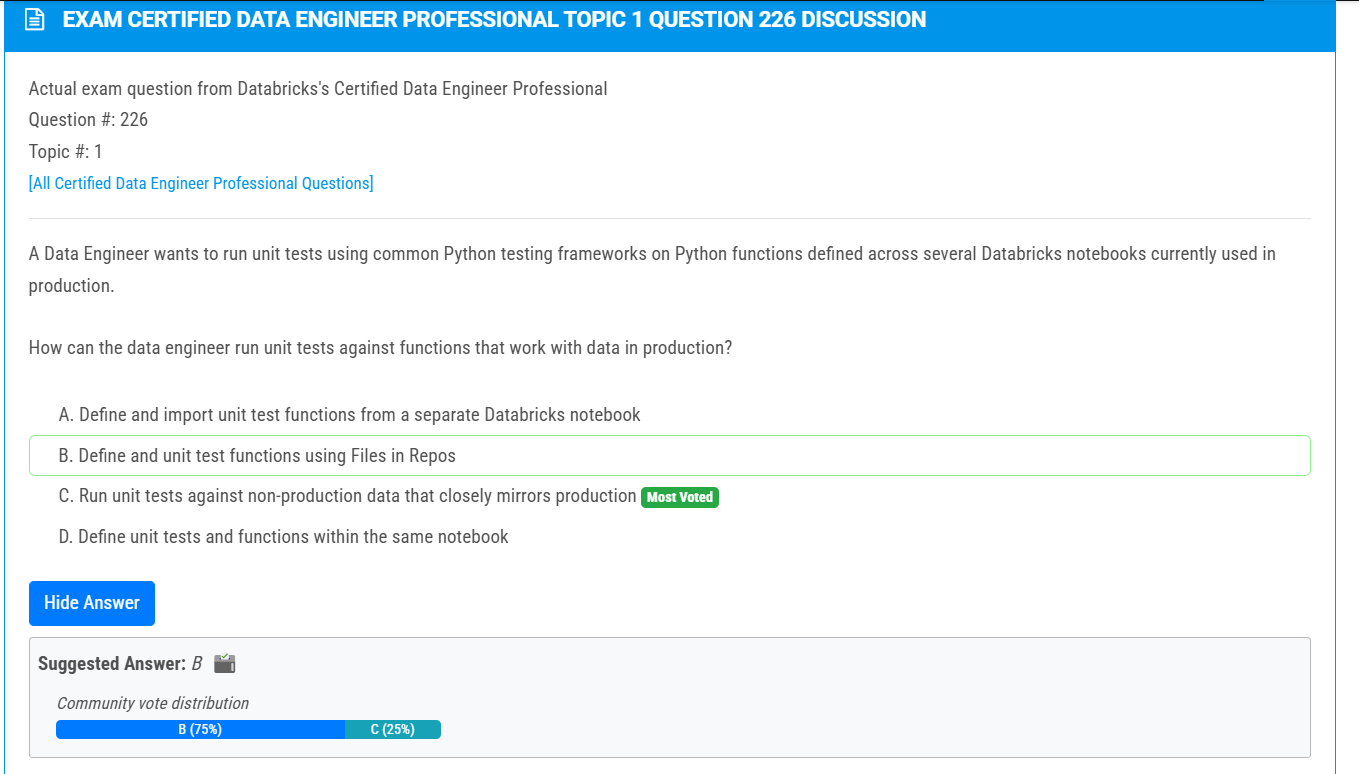 EXAM CERTIFIED DATA ENGINEER PROFESSIONAL TOPIC 1 QUESTION 226 DISCUSSION
Actual exam question from Databricks's Certified Data Engineer Professional
Question #: 226
Topic #: 1
[All Certified Data Engineer Professional Questions]
A Data Engineer wants to run unit tests using common Python testing frameworks on Python functions defined across several Databricks notebooks currently used in
production.
How can the data engineer run unit tests against functions that work with data in production?
A. Define and import unit test functions from a separate Databricks notebook
B. Define and unit test functions using Files in Repos
C. Run unit tests against non-production data that closely mirrors production Most Voted
D. Define unit tests and functions within the same notebook
Hide Answer
Suggested Answer: B
Community vote distribution
B (75%) C (25%)